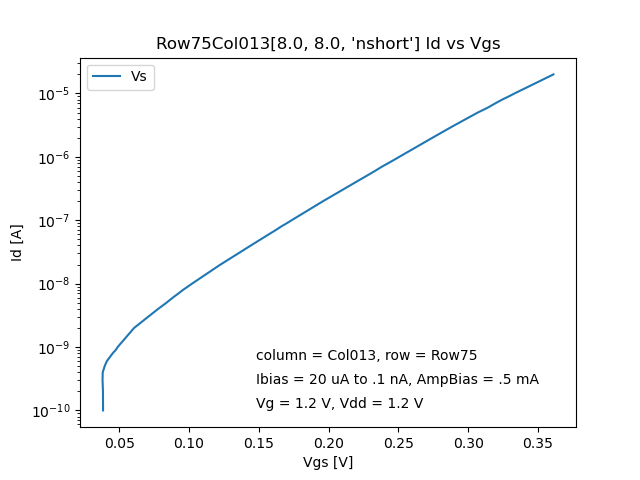 Row75Col013[8.0, 8.0, 'nshort'] Id vs Vgs
Vs
10⁻⁵
10⁻⁶
10⁻⁷
10⁻⁸
10⁻⁹
10⁻¹⁰
Id [A]
column = Col013, row = Row75
Ibias = 20 uA to .1 nA, AmpBias = .5 mA
Vg = 1.2 V, Vdd = 1.2 V
0.05 0.10 0.15 0.20 0.25 0.30 0.35
Vgs [V]